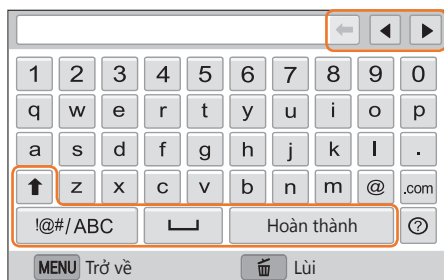 1 2 3 4 5 6 7 8 9 0
q w e r t y u i o p
a s d f g h j k l .
z x c v b n m @ .com
!@#/ABC Hoàn thành ?
MENU Trở về Lùi